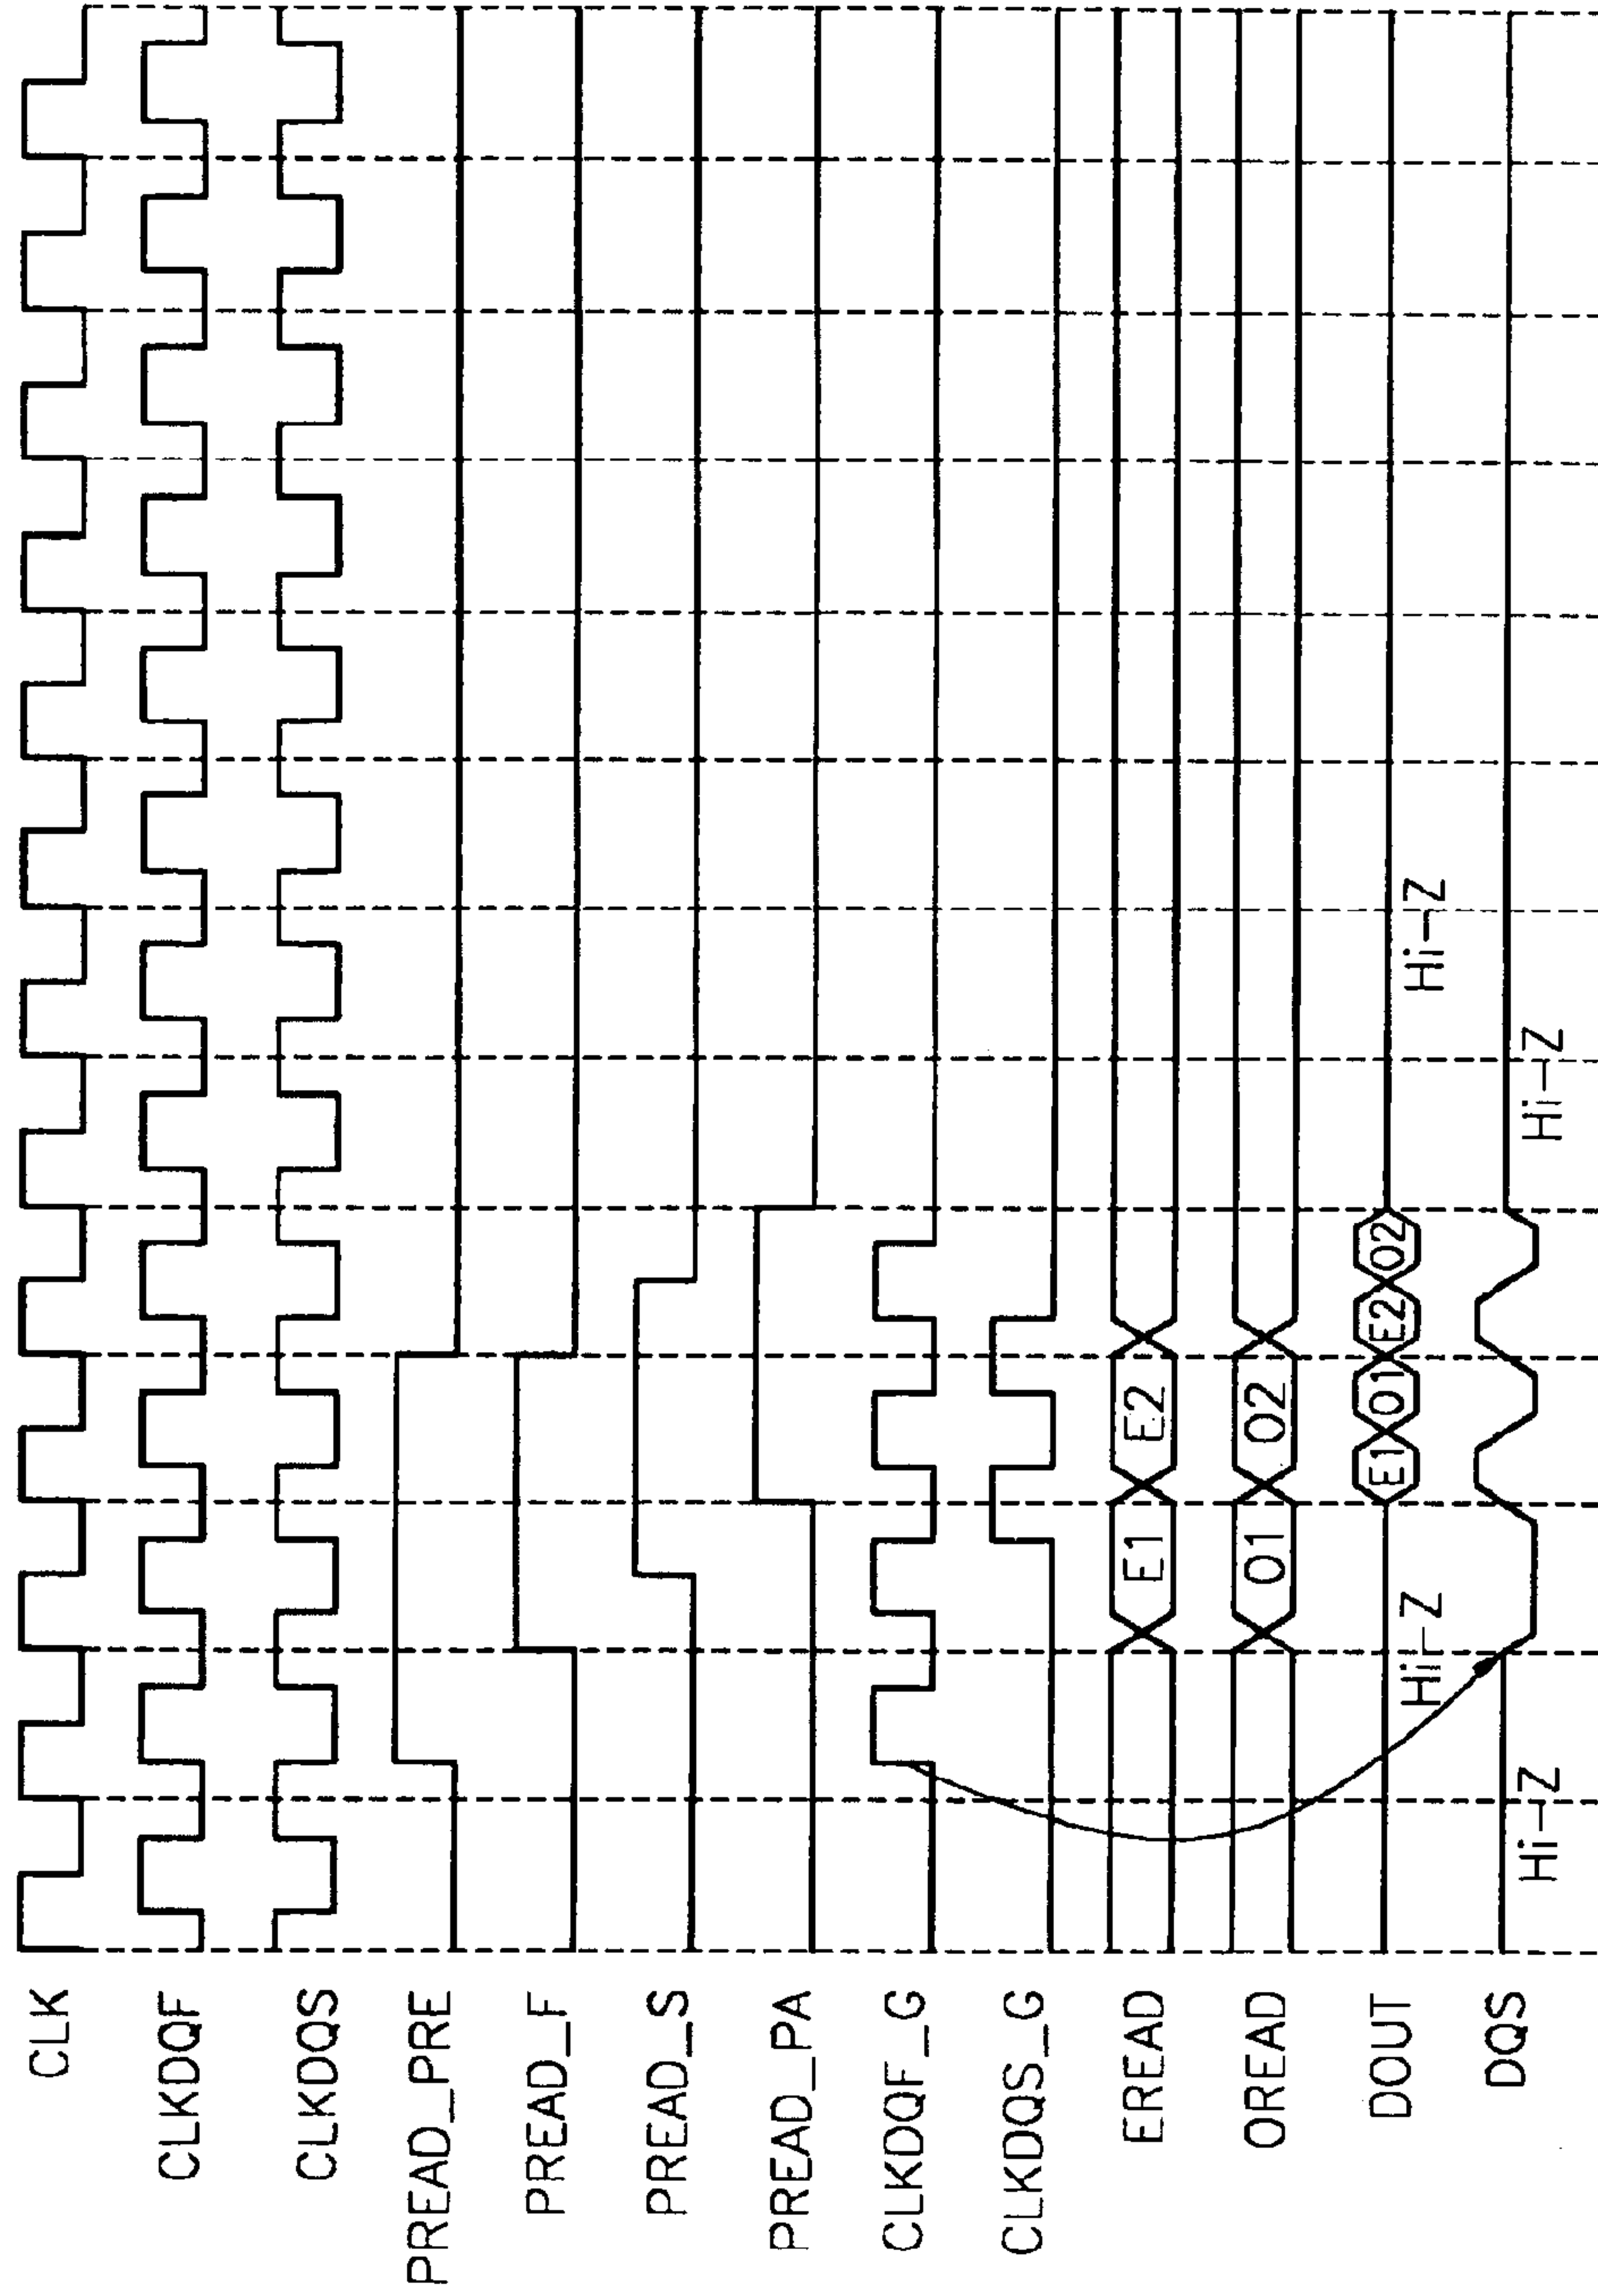 CLK
CLKDQF
CLKDQS
PREAD_PRE
PREAD_F
PREAD_S
PREAD_PA
CLKDQF_G
CLKDQS_G
EREAD E1 E2
OREAD O1 O2
DOUT Hi-Z E1 O1 E2 O2 Hi-Z
DQS Hi-Z Hi-Z